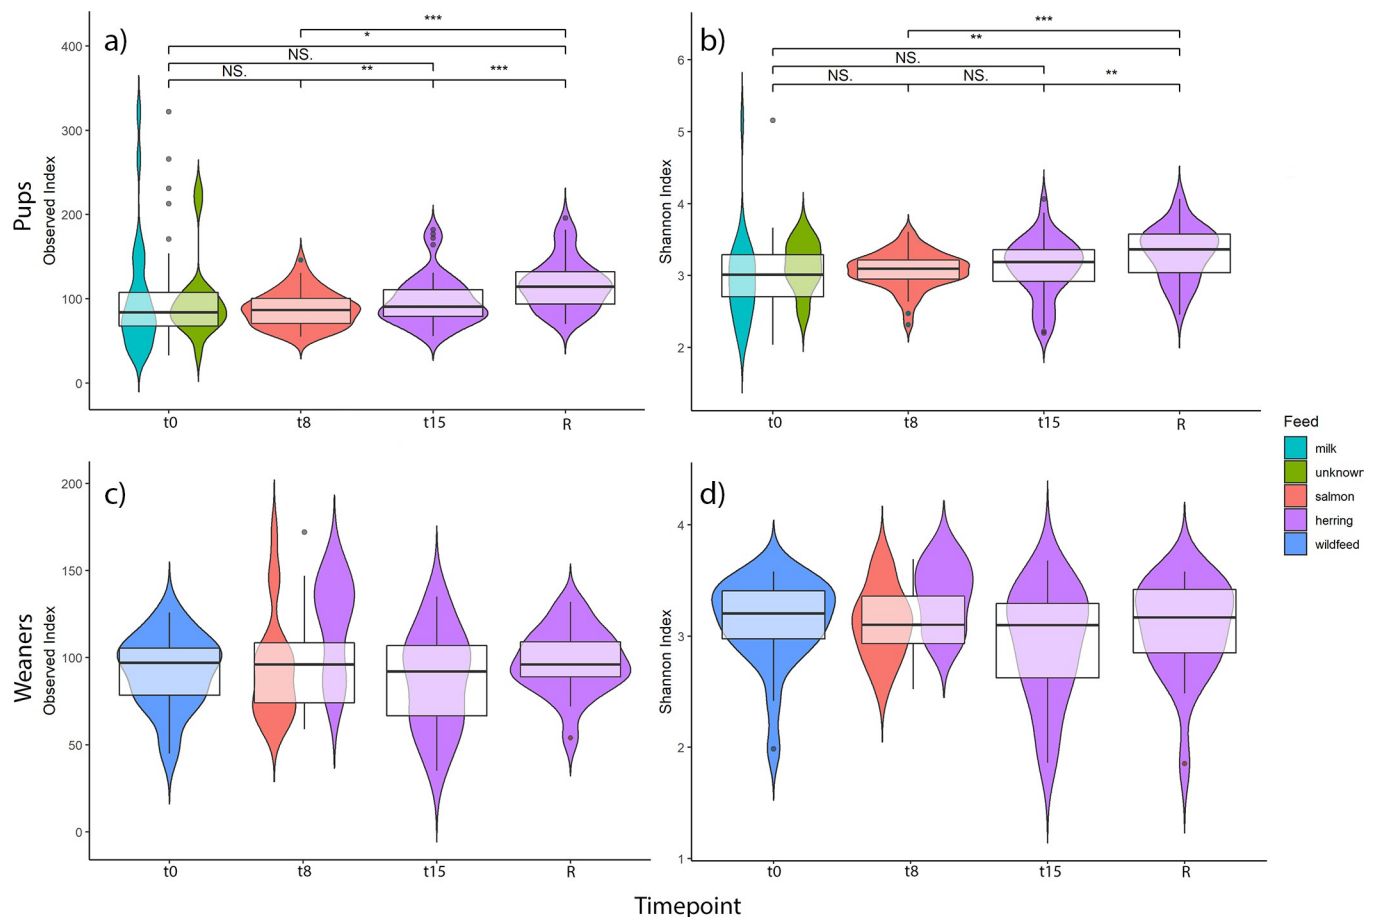 a)
Pups
Observed Index
400
300
200
100
0
***
*
NS.
NS.
**
***
t0
t8
t15
R
b)
Shannon Index
6
5
4
3
2
***
**
NS.
NS.
NS.
**
t0
t8
t15
R
c)
Weaners
Observed Index
200
150
100
50
0
t0
t8
t15
R
d)
Shannon Index
4
3
2
1
t0
t8
t15
R
Feed
milk
unknown
salmon
herring
wildfeed
Timepoint